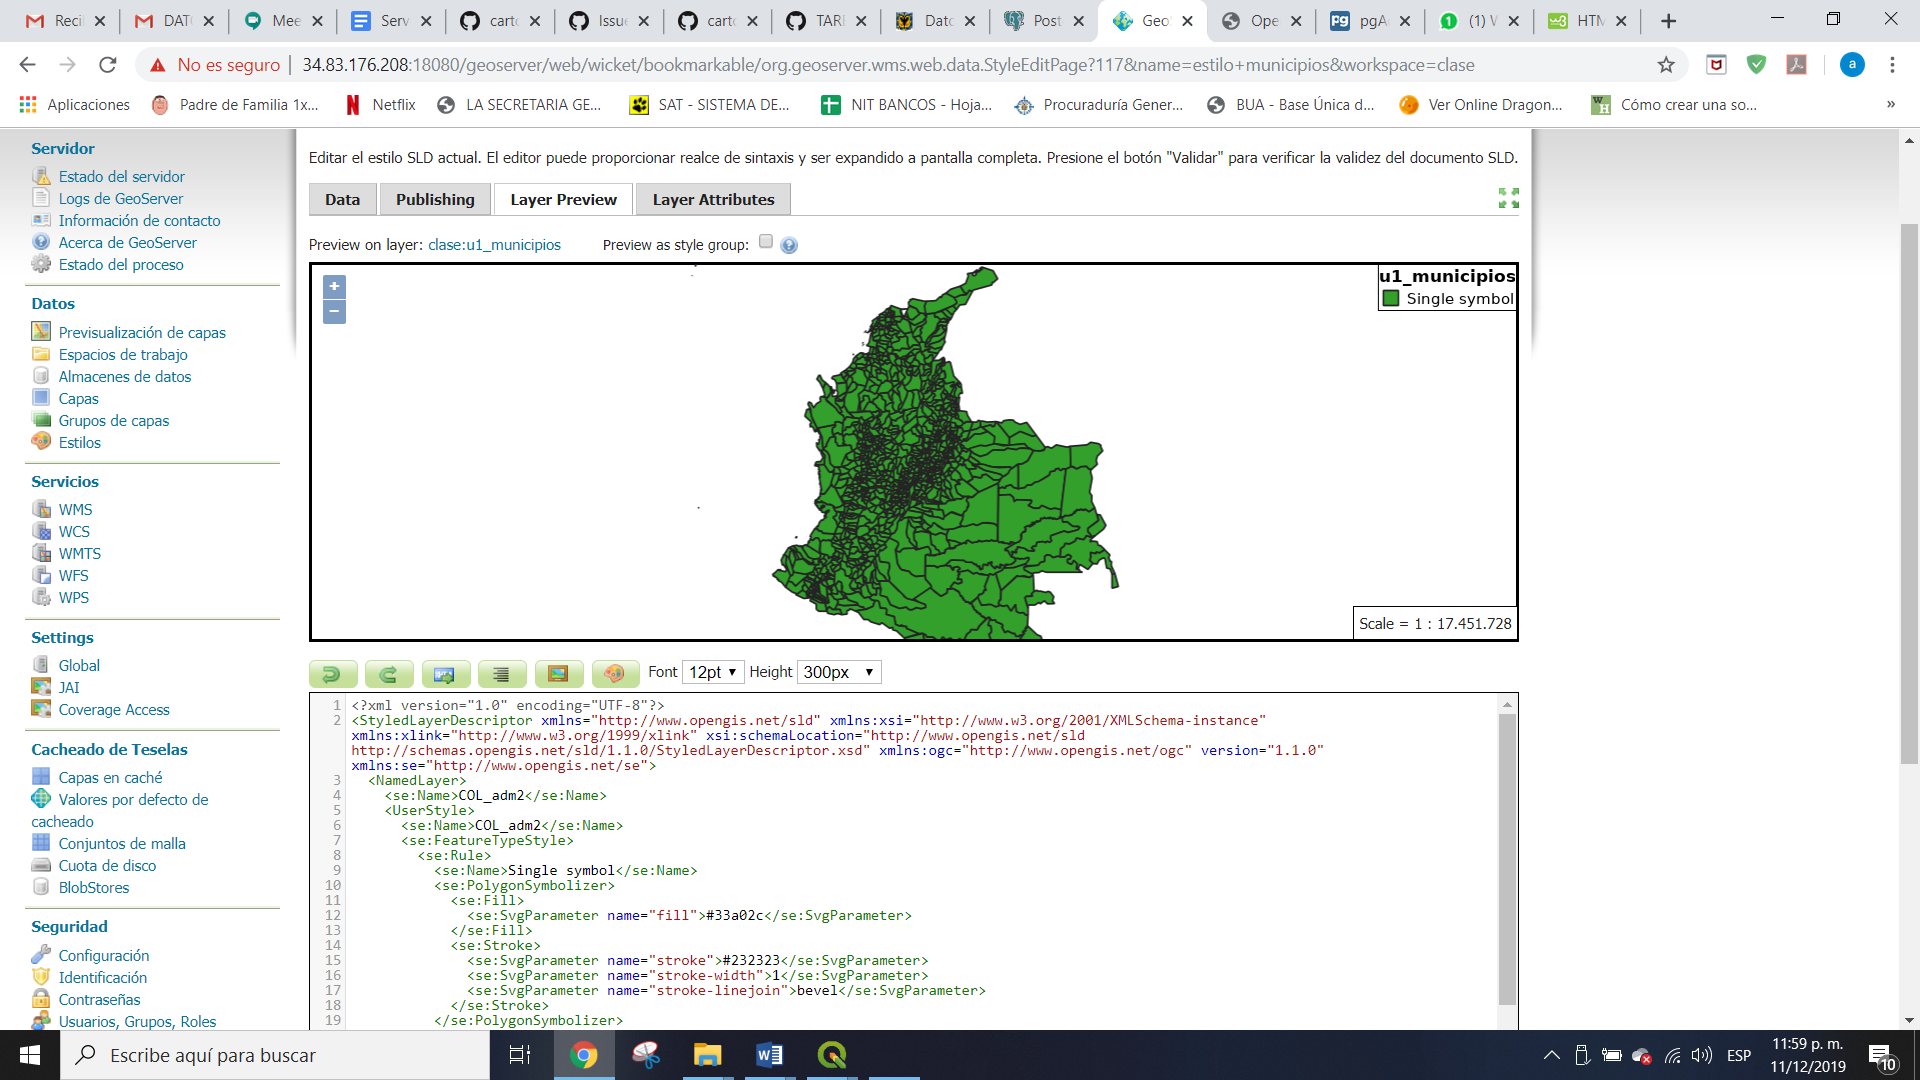 Reci
DATO
Mee
Serv
carto
Issue
carto
TARE
Dato
Post
Geo
Ope
pgA
(1) W
HTM
No es seguro
34.83.176.208:18080/geoserver/web/wicket/bookmarkable/org.geoserver.wms.web.data.StyleEditPage?117&name=estilo+municipios&workspace=clase
Aplicaciones
Padre de Familia 1x...
Netflix
LA SECRETARIA GE...
SAT - SISTEMA DE...
NIT BANCOS - Hoja...
Procuraduría Gener...
BUA - Base Única d...
Ver Online Dragon...
Cómo crear una so...
»
Servidor
Estado del servidor
Logs de GeoServer
Información de contacto
Acerca de GeoServer
Estado del proceso
Datos
Previsualización de capas
Espacios de trabajo
Almacenes de datos
Capas
Grupos de capas
Estilos
Servicios
WMS
WCS
WMTS
WFS
WPS
Settings
Global
JAI
Coverage Access
Cacheado de Teselas
Capas en caché
Valores por defecto de
cacheado
Conjuntos de malla
Cuota de disco
BlobStores
Seguridad
Configuración
Identificación
Contraseñas
Usuarios, Grupos, Roles
Editar el estilo SLD actual. El editor puede proporcionar realce de sintaxis y ser expandido a pantalla completa. Presione el botón "Validar" para verificar la validez del documento SLD.
Data
Publishing
Layer Preview
Layer Attributes
Preview on layer: clase:u1_municipios
Preview as style group:
+
−
u1_municipios
Single symbol
Scale = 1 : 17.451.728
Font 12pt Height 300px
1 <?xml version="1.0" encoding="UTF-8"?>
2 <StyledLayerDescriptor xmlns="http://www.opengis.net/sld" xmlns:xsi="http://www.w3.org/2001/XMLSchema-instance"
xmlns:xlink="http://www.w3.org/1999/xlink" xsi:schemaLocation="http://www.opengis.net/sld
http://schemas.opengis.net/sld/1.1.0/StyledLayerDescriptor.xsd" xmlns:ogc="http://www.opengis.net/ogc" version="1.1.0"
xmlns:se="http://www.opengis.net/se">
3 <NamedLayer>
4 <se:Name>COL_adm2</se:Name>
5 <UserStyle>
6 <se:Name>COL_adm2</se:Name>
7 <se:FeatureTypeStyle>
8 <se:Rule>
9 <se:Name>Single symbol</se:Name>
10 <se:PolygonSymbolizer>
11 <se:Fill>
12 <se:SvgParameter name="fill">#33a02c</se:SvgParameter>
13 </se:Fill>
14 <se:Stroke>
15 <se:SvgParameter name="stroke">#232323</se:SvgParameter>
16 <se:SvgParameter name="stroke-width">1</se:SvgParameter>
17 <se:SvgParameter name="stroke-linejoin">bevel</se:SvgParameter>
18 </se:Stroke>
19 </se:PolygonSymbolizer>
Escribe aquí para buscar
ESP
11:59 p. m.
11/12/2019
10